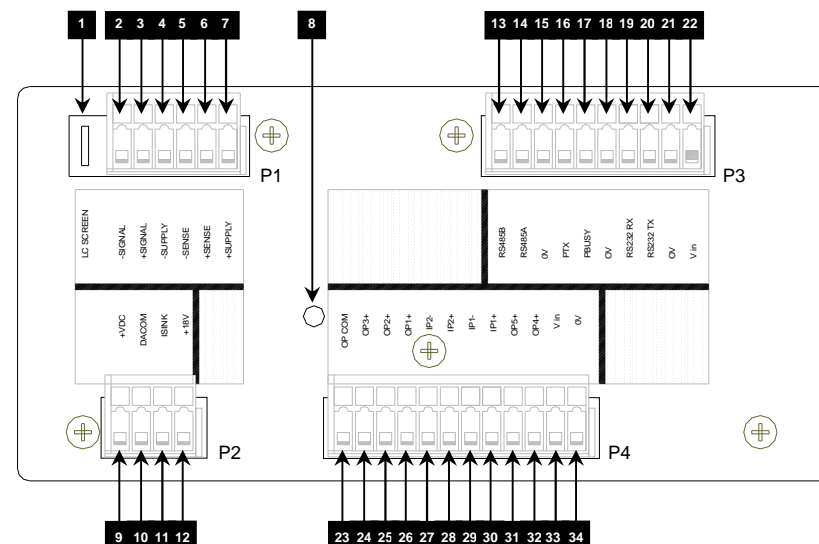 1 2 3 4 5 6 7 8 13 14 15 16 17 18 19 20 21 22
P1
P3
LC SCREEN
-SIGNAL
+SIGNAL
-SUPPLY
-SENSE
+SENSE
+SUPPLY
RS485B
RS485A
0V
PTX
PBUSY
OV
RS232 RX
RS232 TX
OV
V in
+VDC
DACOM
ISINK
+18V
OP COM
OP3+
OP2+
OP1+
IP2-
IP2+
IP1-
IP1+
OP5+
OP4+
V in
0V
P2
P4
9 10 11 12 23 24 25 26 27 28 29 30 31 32 33 34